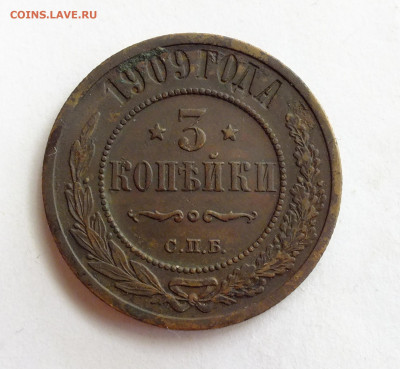 COINS.LAVE.RU
1909 ГОДА
3
КОПѢЙКИ
С.П.Б.